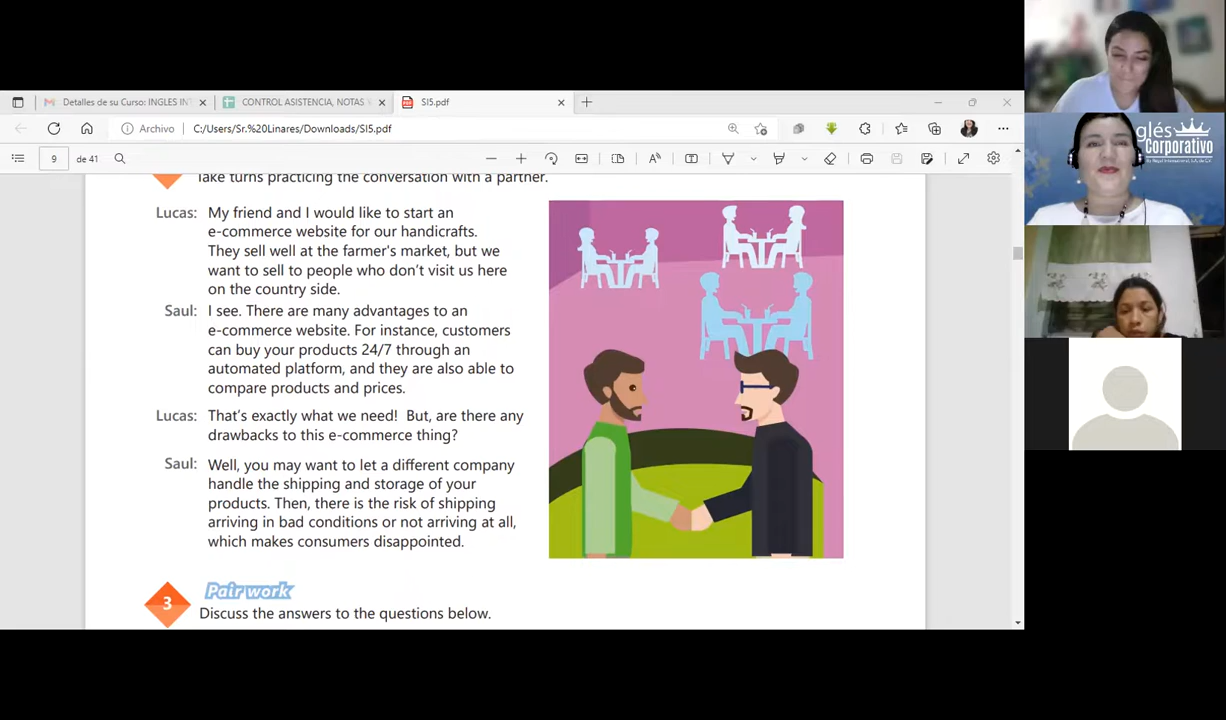 Detalles de su Curso: INGLES INT
CONTROL ASISTENCIA, NOTAS Y
SI5.pdf
Archivo
C:/Users/Sr.%20Linares/Downloads/SI5.pdf
9 de 41
Take turns practicing the conversation with a partner.
Lucas: My friend and I would like to start an
e-commerce website for our handicrafts.
They sell well at the farmer's market, but we
want to sell to people who don't visit us here
on the country side.
Saul: I see. There are many advantages to an
e-commerce website. For instance, customers
can buy your products 24/7 through an
automated platform, and they are also able to
compare products and prices.
Lucas: That's exactly what we need! But, are there any
drawbacks to this e-commerce thing?
Saul: Well, you may want to let a different company
handle the shipping and storage of your
products. Then, there is the risk of shipping
arriving in bad conditions or not arriving at all,
which makes consumers disappointed.
3 Pair work
Discuss the answers to the questions below.
glés
Corporativo